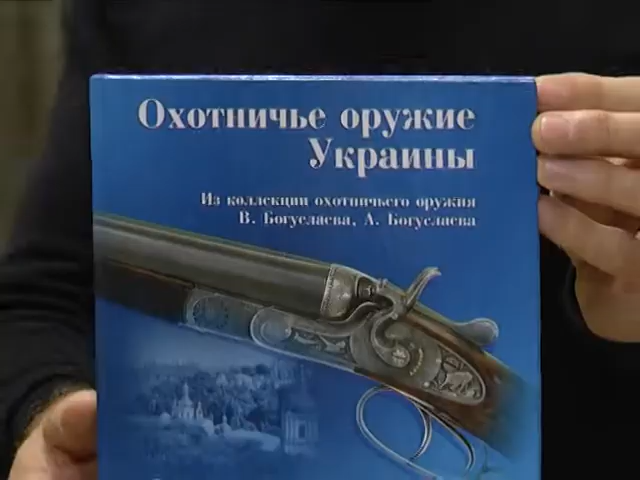 Охотничье оружие
Украины
Из коллекции охотничьего оружия
В. Богуслаева, А. Богуслаева